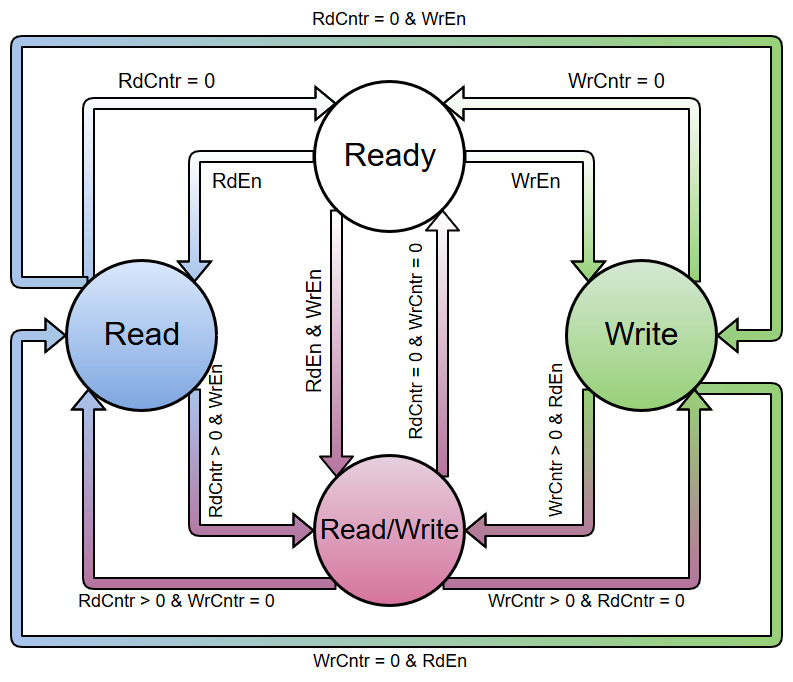 RdCntr = 0 & WrEn
RdCntr = 0
WrCntr = 0
Ready
RdEn
WrEn
RdEn & WrEn
RdCntr = 0 & WrCntr = 0
Read
Write
RdCntr > 0 & WrEn
WrCntr > 0 & RdEn
Read/Write
RdCntr > 0 & WrCntr = 0
WrCntr > 0 & RdCntr = 0
WrCntr = 0 & RdEn